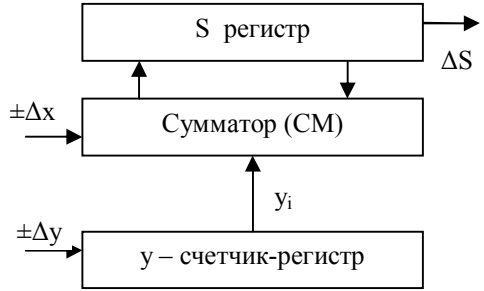 S регистр
ΔS
±Δx
Сумматор (СМ)
yᵢ
±Δy
y – счетчик-регистр